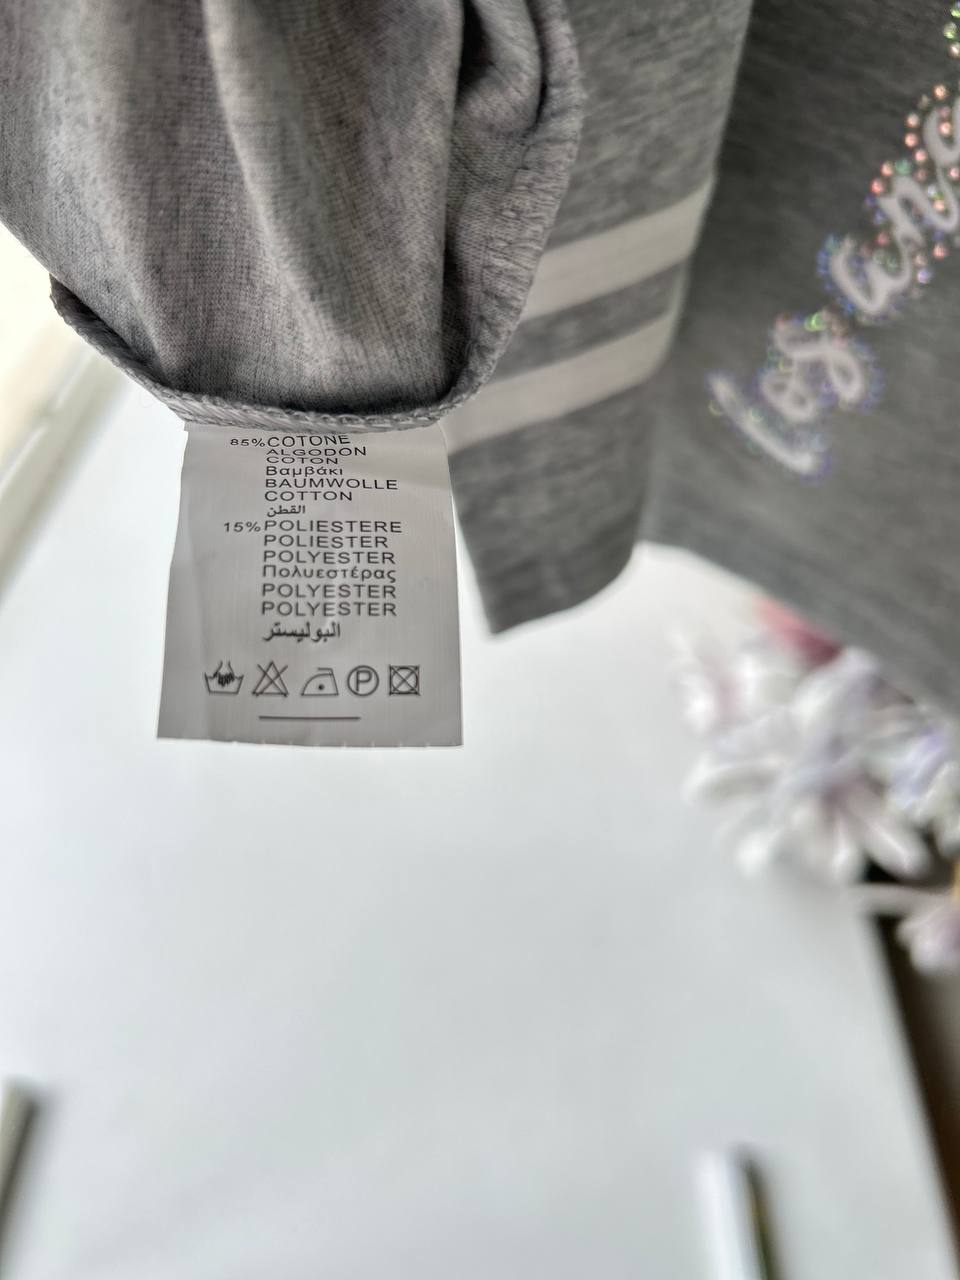 85% COTONE
ALGODON
COTON
Βαμβάκι
BAUMWOLLE
COTTON
القطن
15% POLIESTERE
POLIESTER
POLYESTER
Πολυεστέρας
POLYESTER
POLYESTER
البوليستر
P